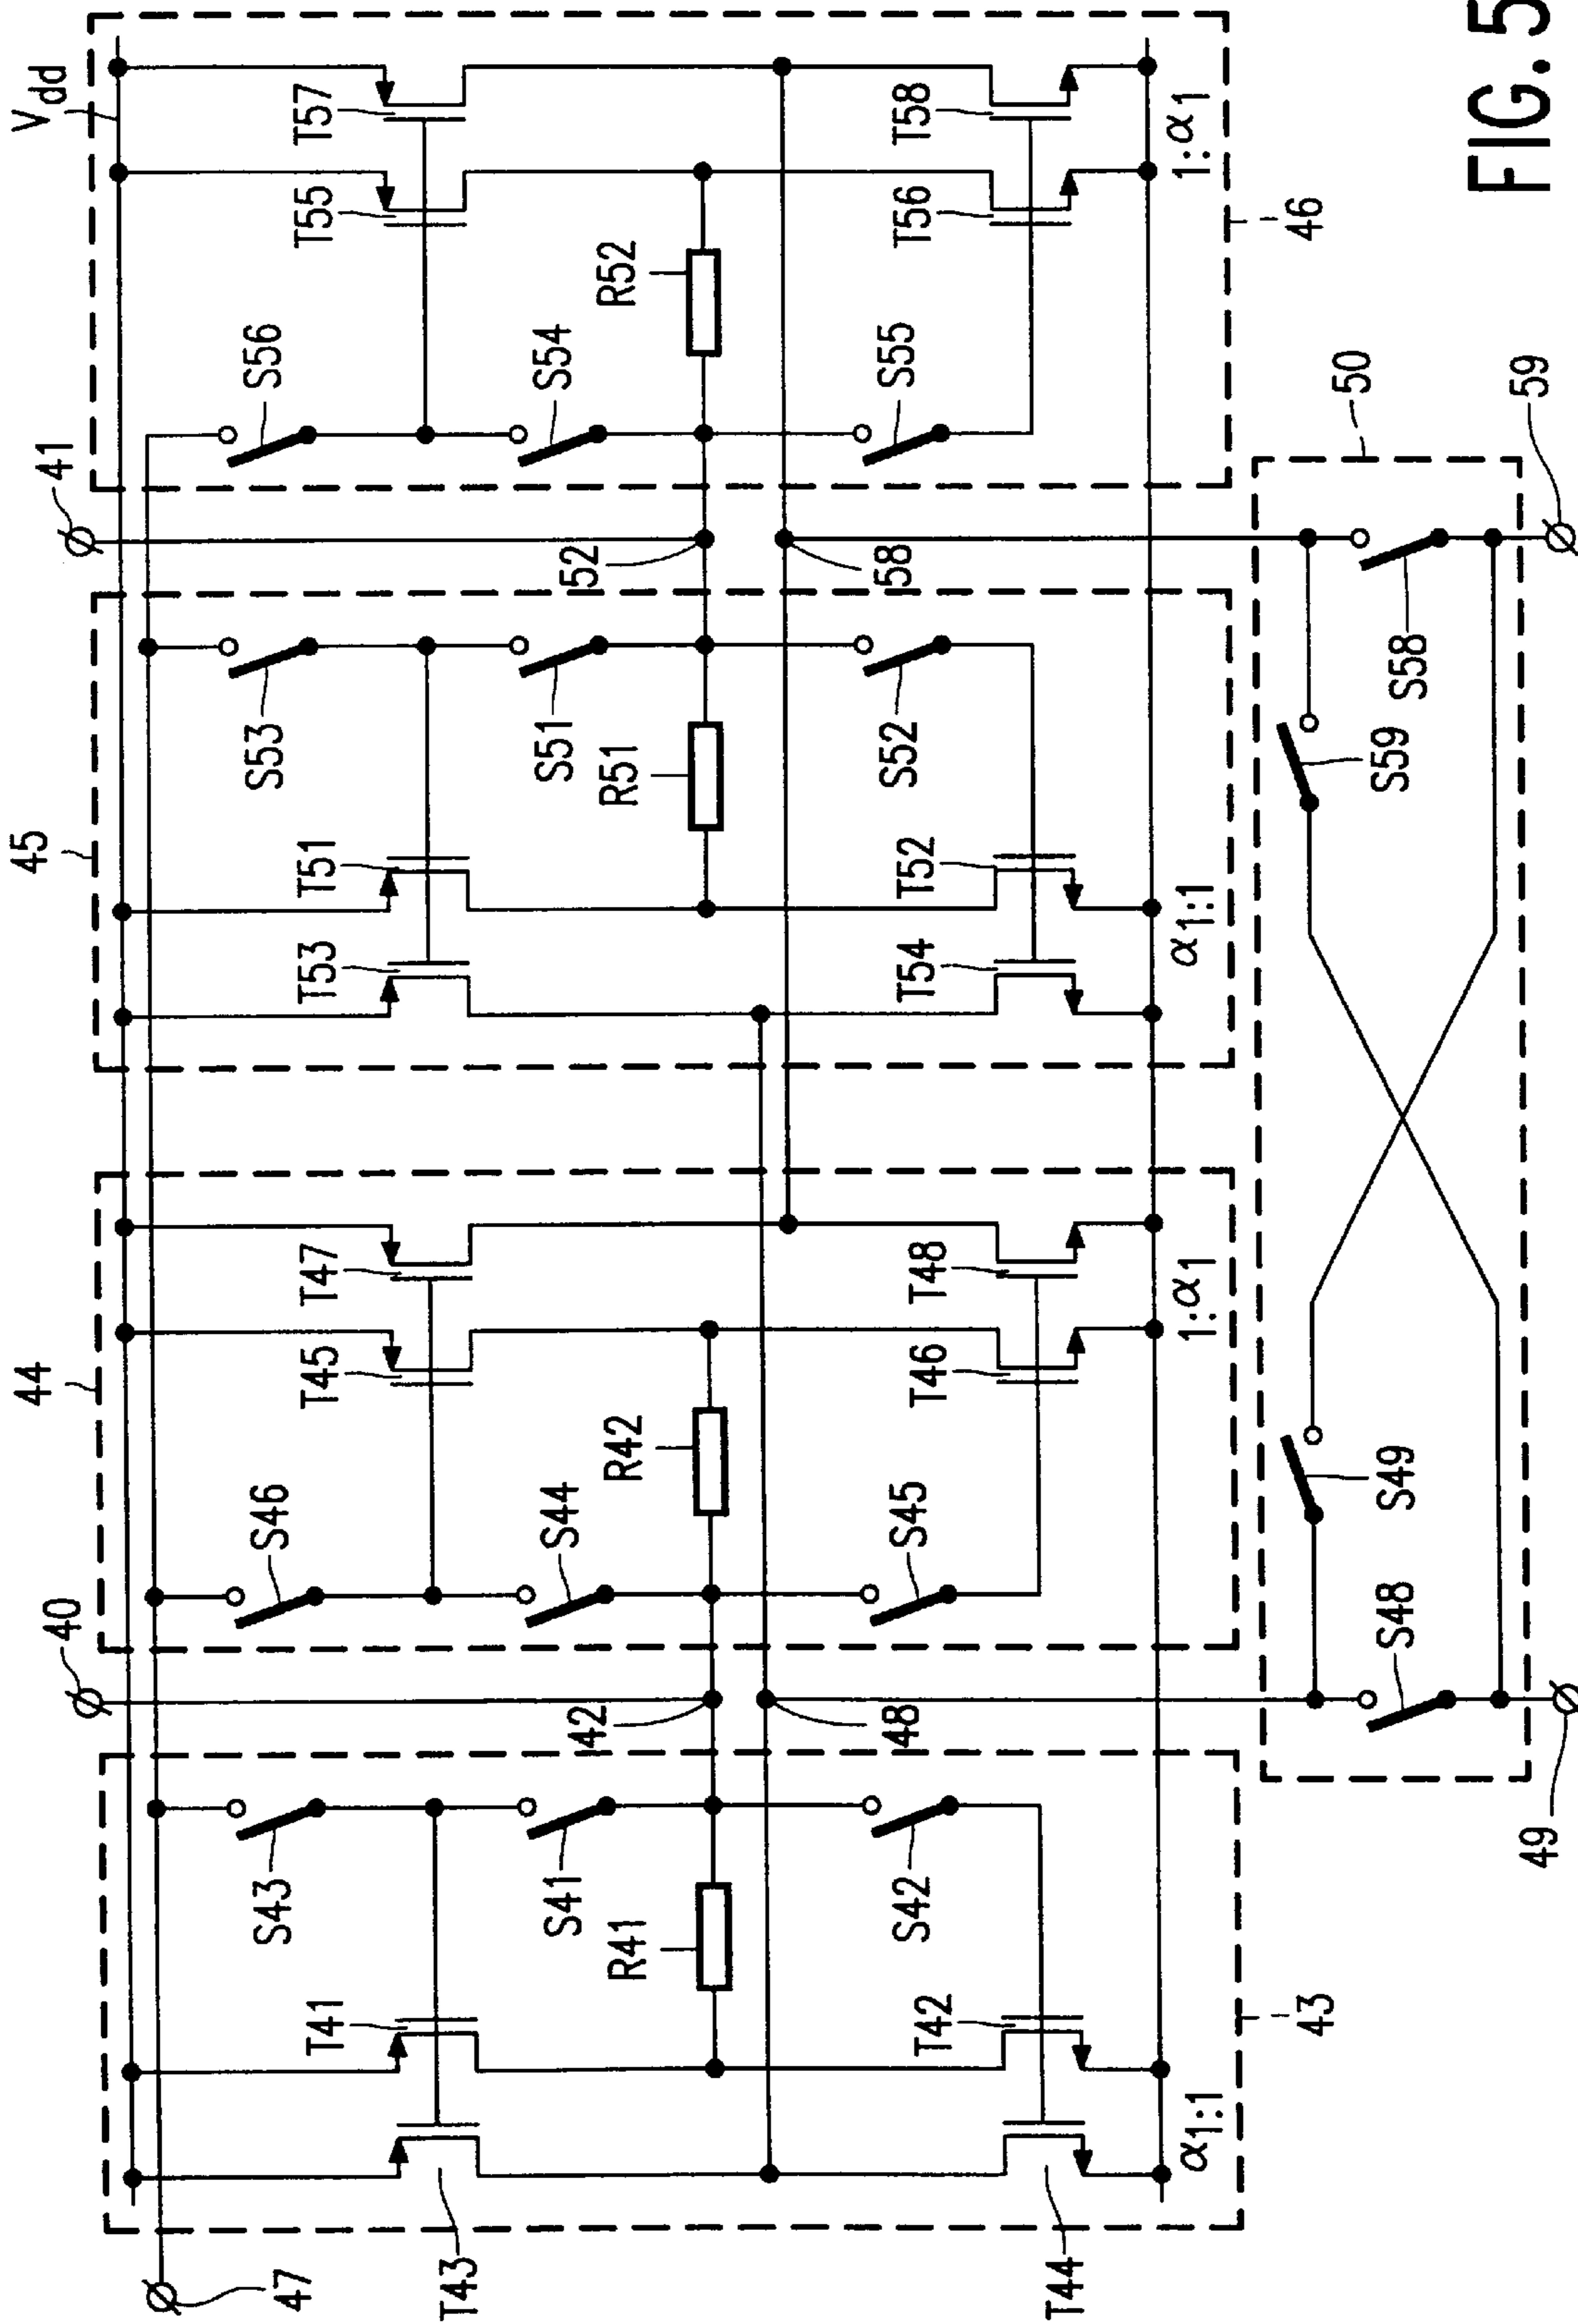 V_dd
41
40
47
45
44
S56
S53
S46
S43
T57
T55
T51
T53
T47
T45
T41
T43
S54
S51
S44
S41
R52
R51
R42
R41
52
42
58
48
S55
S52
S45
S42
T58
T56
T52
T54
T48
T46
T42
T44
1:α1
α1:1
1:α1
α1:1
46
43
50
S59
S58
S49
S48
59
49
FIG. 5